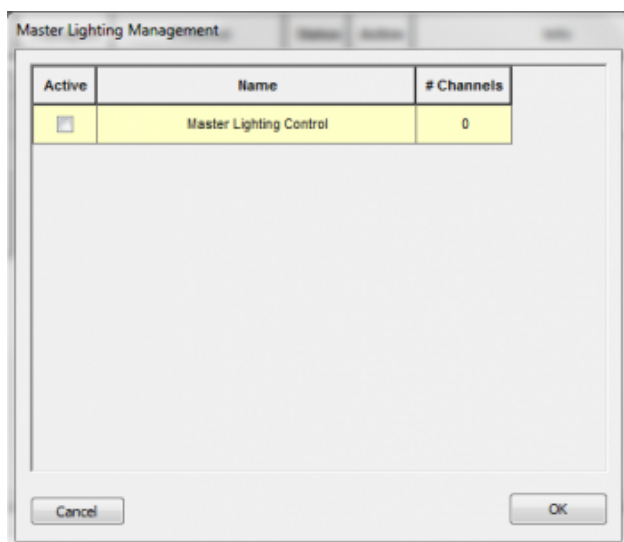 Master Lighting Management
Active Name # Channels
Master Lighting Control 0
Cancel OK